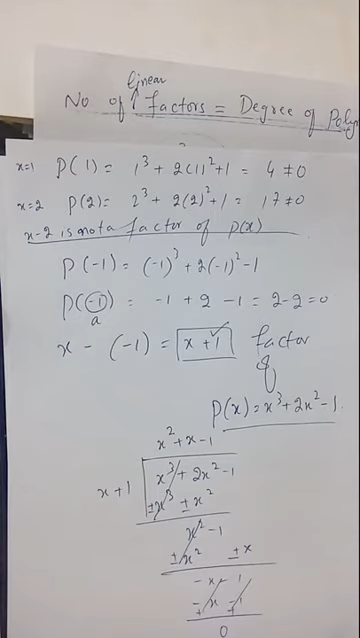 linear
No of ↑ factors = Degree of Poly
x=1 P(1) = 1³ + 2(1)² + 1 = 4 ≠ 0
x=2 P(2) = 2³ + 2(2)² + 1 = 17 ≠ 0
x-2 is not a factor of P(x)
P(-1) = (-1)³ + 2(-1)² - 1
P(-1) = -1 + 2 - 1 = 2-2 = 0
a
x - (-1) = x + 1 factor
of
P(x) = x³ + 2x² - 1.
x² + x - 1
x + 1 x³ + 2x² - 1
±x³ ± x²
x² - 1
±x² ±x
-x - 1
-x -1
+ +
0